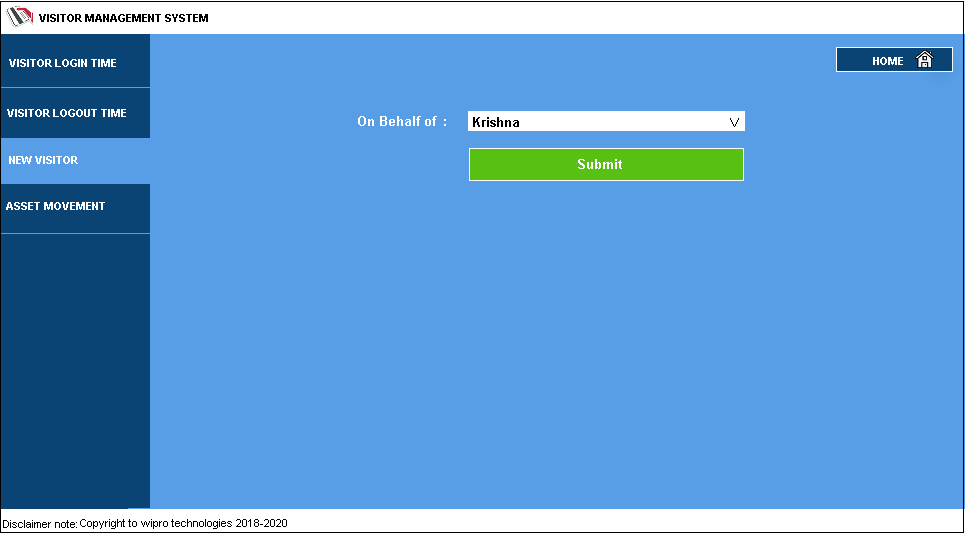 VISITOR MANAGEMENT SYSTEM
HOME
VISITOR LOGIN TIME
VISITOR LOGOUT TIME
NEW VISITOR
ASSET MOVEMENT
On Behalf of :
Krishna V
Submit
Disclaimer note: Copyright to wipro technologies 2018-2020